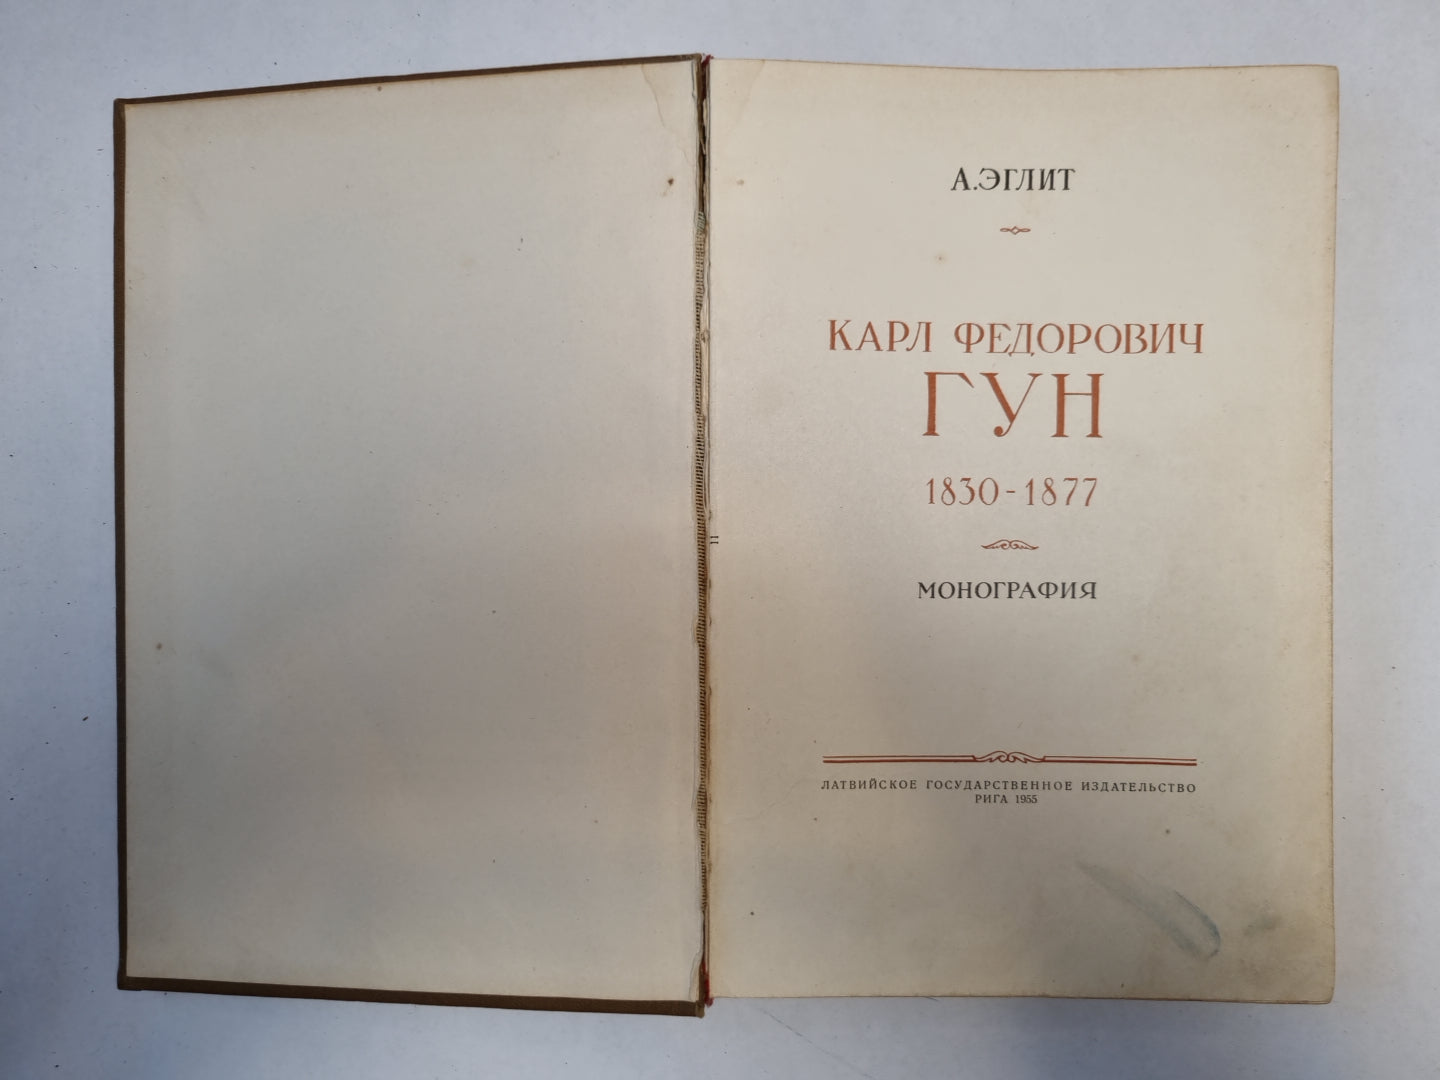 А. ЭГЛИТ
КАРЛ ФЕДОРОВИЧ
ГУН
1830-1877
МОНОГРАФИЯ
ЛАТВИЙСКОЕ ГОСУДАРСТВЕННОЕ ИЗДАТЕЛЬСТВО
РИГА 1955